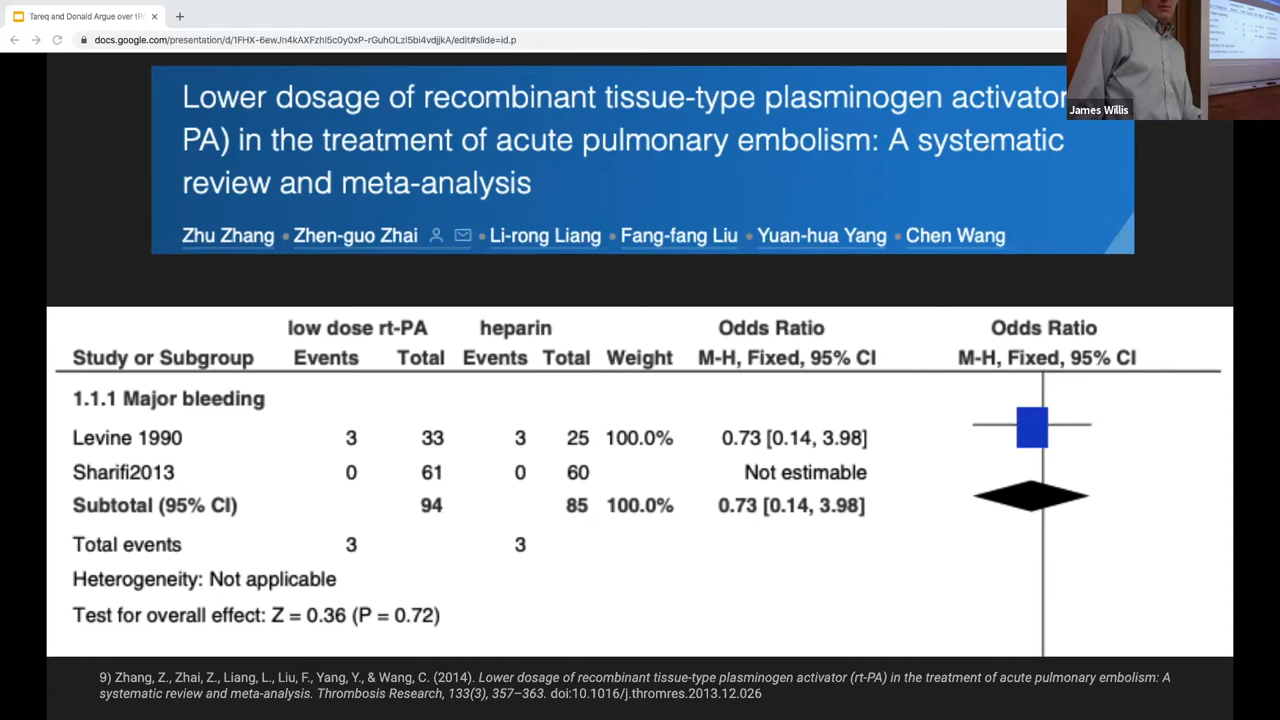 Tareq and Donald Argue over tP
docs.google.com/presentation/d/1FHX-6ewJn4kAXFzhI5c0y0xP-rGuhOLzI5bi4vdjjkA/edit#slide=id.p
James Willis
Lower dosage of recombinant tissue-type plasminogen activator
PA) in the treatment of acute pulmonary embolism: A systematic
review and meta-analysis
Zhu Zhang • Zhen-guo Zhai • Li-rong Liang • Fang-fang Liu • Yuan-hua Yang • Chen Wang
low dose rt-PA heparin Odds Ratio Odds Ratio
Study or Subgroup Events Total Events Total Weight M-H, Fixed, 95% CI M-H, Fixed, 95% CI
1.1.1 Major bleeding
Levine 1990 3 33 3 25 100.0% 0.73 [0.14, 3.98]
Sharifi2013 0 61 0 60 Not estimable
Subtotal (95% CI) 94 85 100.0% 0.73 [0.14, 3.98]
Total events 3 3
Heterogeneity: Not applicable
Test for overall effect: Z = 0.36 (P = 0.72)
9) Zhang, Z., Zhai, Z., Liang, L., Liu, F., Yang, Y., & Wang, C. (2014). Lower dosage of recombinant tissue-type plasminogen activator (rt-PA) in the treatment of acute pulmonary embolism: A
systematic review and meta-analysis. Thrombosis Research, 133(3), 357–363. doi:10.1016/j.thromres.2013.12.026